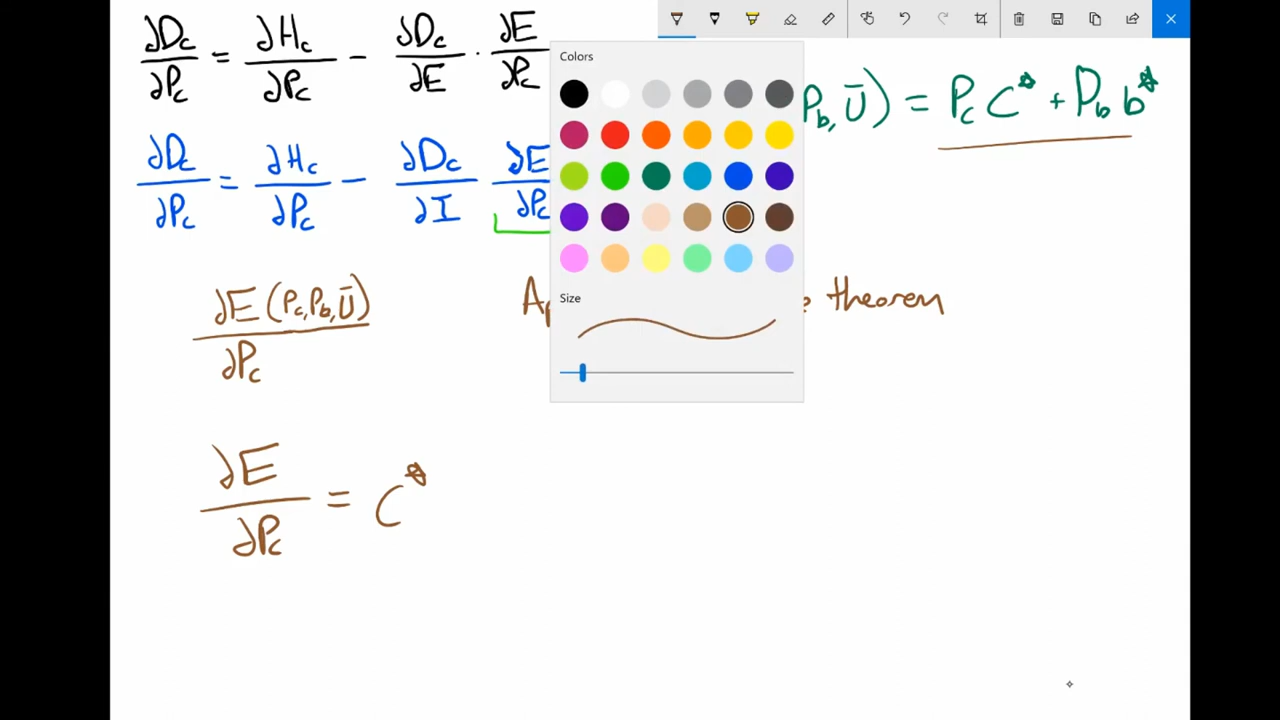 ∂Dc/∂Pc = ∂Hc/∂Pc − ∂Dc/∂E · ∂E/∂Pc
Pb, Ū) = Pc C* + Pb b*
∂Dc/∂Pc = ∂Hc/∂Pc − ∂Dc/∂I ∂E/∂Pc
∂E(Pc, Pb, Ū)/∂Pc
theorem
∂E/∂Pc = C*
Colors
Size